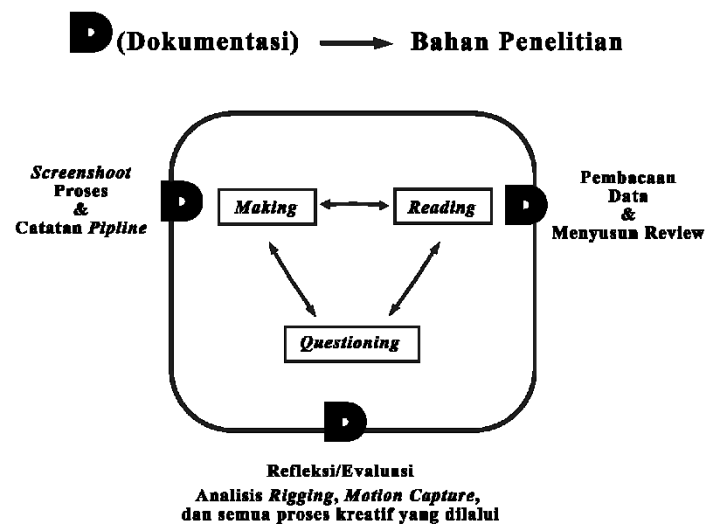 D (Dokumentasi) Bahan Penelitian
Screenshoot
Proses
&
Catatan Pipline
D
Making
Reading
D
Pembacaan
Data
&
Menyusun Review
Questioning
D
Refleksi/Evaluasi
Analisis Rigging, Motion Capture,
dan semua proses kreatif yang dilalui